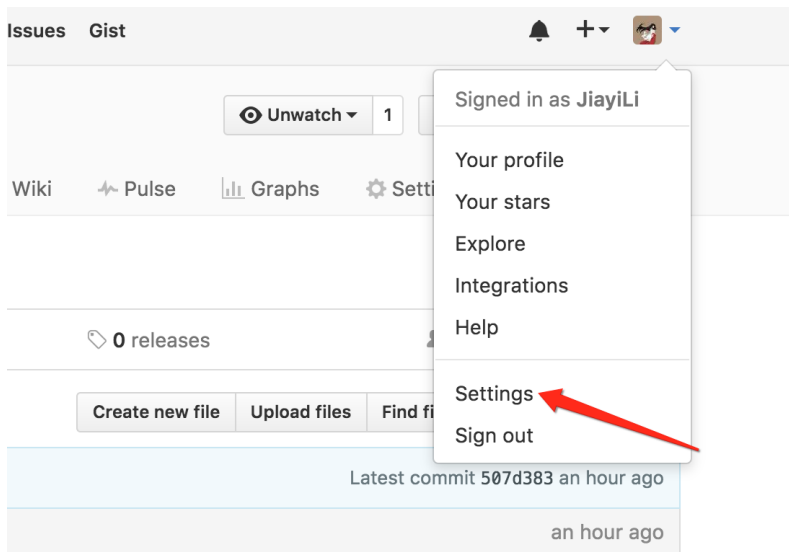 Issues Gist
Signed in as JiayiLi
Unwatch 1
Your profile
Wiki Pulse Graphs
Your stars
Explore
Integrations
Help
0 releases
Settings
Create new file Upload files
Sign out
Latest commit 507d383 an hour ago
an hour ago